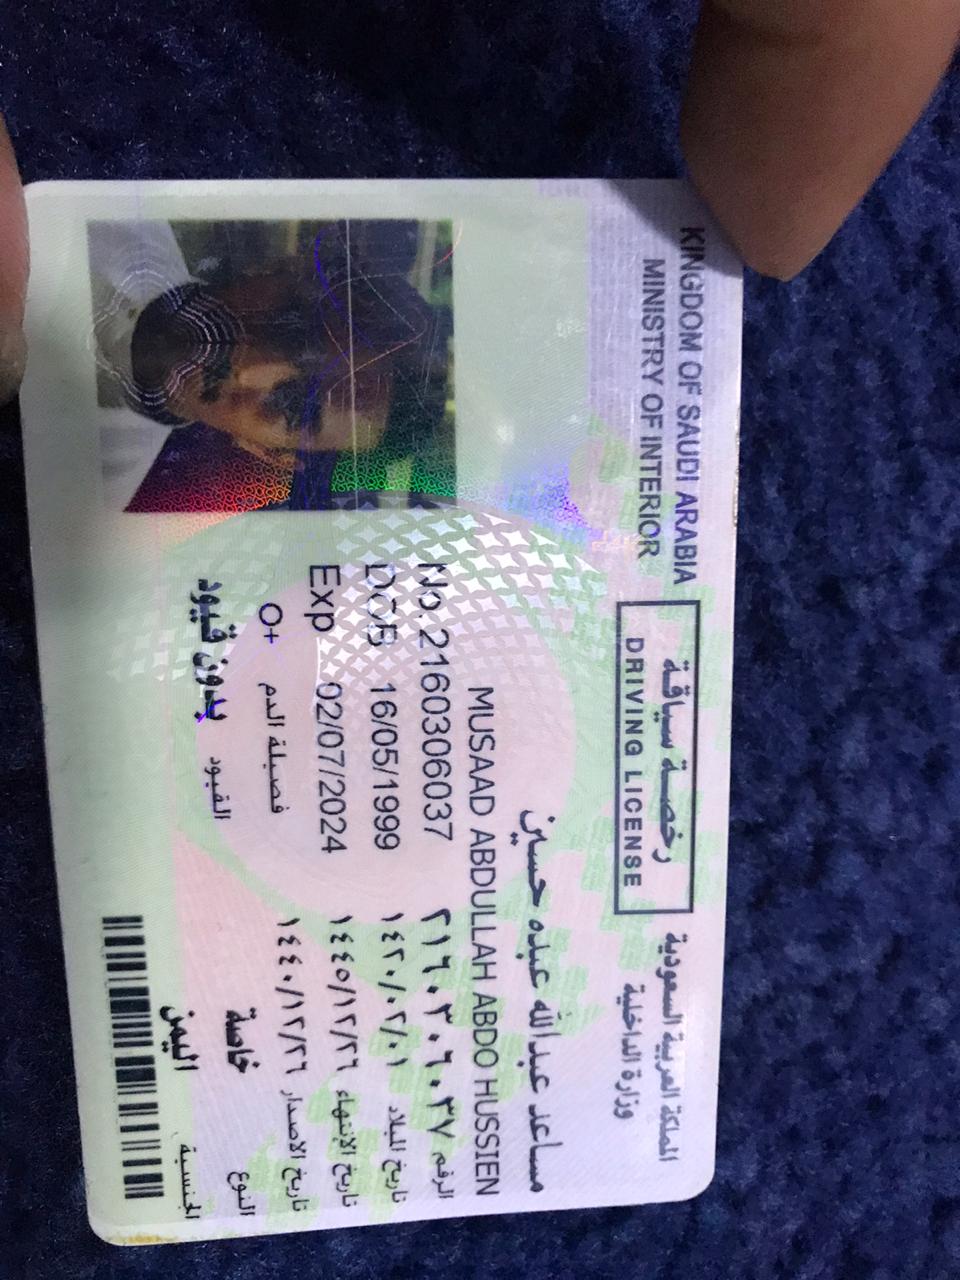 KINGDOM OF SAUDI ARABIA
MINISTRY OF INTERIOR
رخصة سياقة
DRIVING LICENSE
المملكة العربية السعودية
وزارة الداخلية
مساعد عبدالله عبده حسين
MUSAAD ABDULLAH ABDO HUSSIEN
No. 2160306037 ٢١٦٠٣٠٦٠٣٧ الرقم
DOB 16/05/1999 ١٤٢٠/٠٢/٠١ تاريخ الميلاد
Exp 02/07/2024 ١٤٤٥/١٢/٢٦ تاريخ الإنتهاء
O+ فصيلة الدم ١٤٤٠/١٢/٢٦ تاريخ الاصدار
خاصة النوع
بدون قيود القيود
اليمن الجنسية